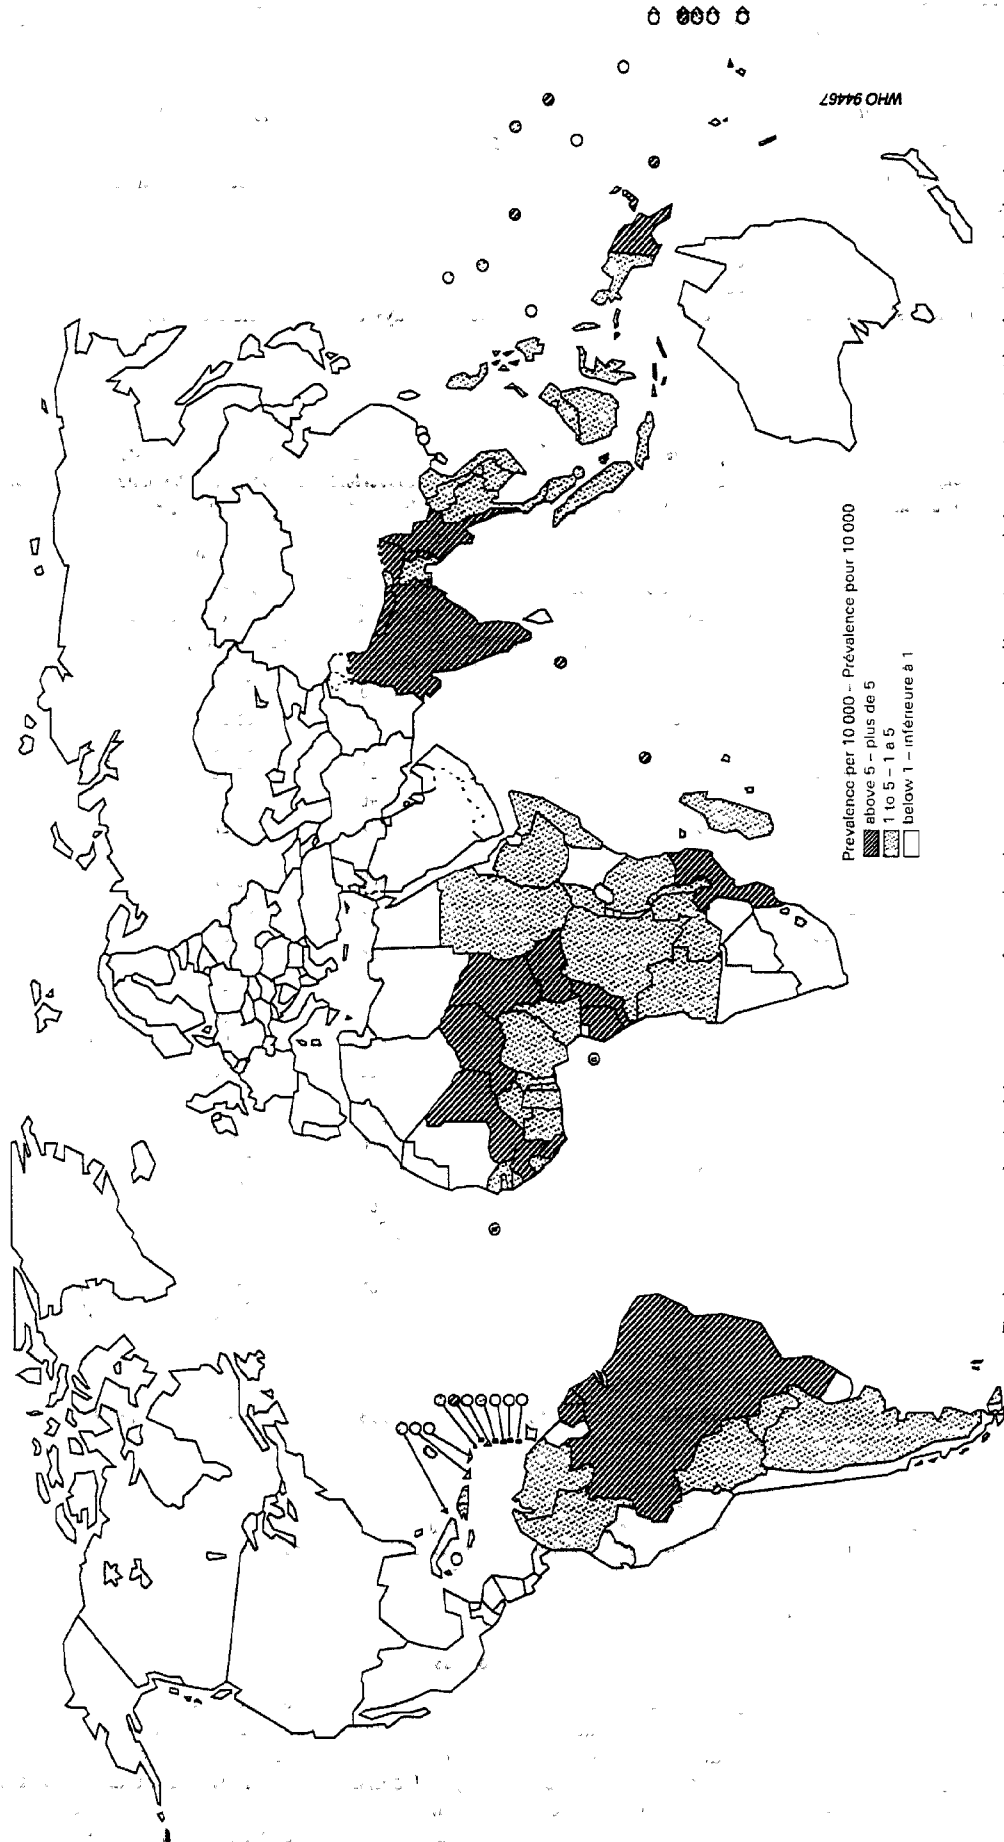 WHO 94467
Prevalence per 10 000 – Prévalence pour 10 000
above 5 – plus de 5
1 to 5 – 1 à 5
below 1 – inférieure à 1